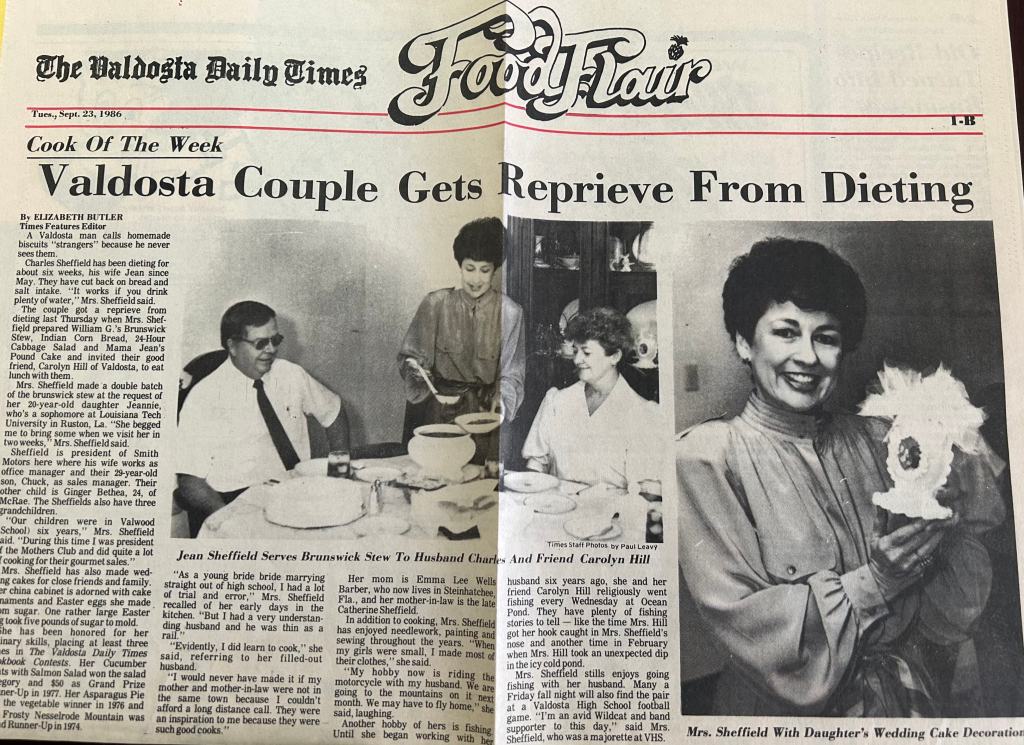 The Valdosta Daily Times
Food Flair
Tues., Sept. 23, 1986
1-B
Cook Of The Week
Valdosta Couple Gets Reprieve From Dieting
By ELIZABETH BUTLER
Times Features Editor
A Valdosta man calls homemade
biscuits "strangers" because he never
sees them.
Charles Sheffield has been dieting for
about six weeks, his wife Jean since
May. They have cut back on bread and
salt intake. "It works if you drink
plenty of water," Mrs. Sheffield said.
The couple got a reprieve from
dieting last Thursday when Mrs. Shef-
field prepared William G.'s Brunswick
Stew, Indian Corn Bread, 24-Hour
Cabbage Salad and Mama Jean's
Pound Cake and invited their good
friend, Carolyn Hill of Valdosta, to eat
lunch with them.
Mrs. Sheffield made a double batch
of the brunswick stew at the request of
her 20-year-old daughter Jeannie,
who's a sophomore at Louisiana Tech
University in Ruston, La. "She begged
me to bring some when we visit her in
two weeks," Mrs. Sheffield said.
Sheffield is president of Smith
Motors here where his wife works as
office manager and their 29-year-old
son, Chuck, as sales manager. Their
other child is Ginger Bethea, 24, of
McRae. The Sheffields also have three
grandchildren.
"Our children were in Valwood
School) six years," Mrs. Sheffield
aid. "During this time I was president
f the Mothers Club and did quite a lot
f cooking for their gourmet sales."
Mrs. Sheffield has also made wed-
ng cakes for close friends and family.
er china cabinet is adorned with cake
naments and Easter eggs she made
om sugar. One rather large Easter
g took five pounds of sugar to mold.
She has been honored for her
inary skills, placing at least three
es in The Valdosta Daily Times
okbook Contests. Her Cucumber
ts with Salmon Salad won the salad
egory and $50 as Grand Prize
ner-Up in 1977. Her Asparagus Pie
the vegetable winner in 1976 and
Frosty Nesselrode Mountain was
d Runner-Up in 1974.
Times Staff Photos by Paul Leavy
Jean Sheffield Serves Brunswick Stew To Husband Charles And Friend Carolyn Hill
"As a young bride bride marrying
straight out of high school, I had a lot
of trial and error," Mrs. Sheffield
recalled of her early days in the
kitchen. "But I had a very understand-
ing husband and he was thin as a
rail."
"Evidently, I did learn to cook," she
said, referring to her filled-out
husband.
"I would never have made it if my
mother and mother-in-law were not in
the same town because I couldn't
afford a long distance call. They were
an inspiration to me because they were
such good cooks."
Her mom is Emma Lee Wells
Barber, who now lives in Steinhatchee,
Fla., and her mother-in-law is the late
Catherine Sheffield.
In addition to cooking, Mrs. Sheffield
has enjoyed needlework, painting and
sewing throughout the years. "When
my girls were small, I made most of
their clothes," she said.
"My hobby now is riding the
motorcycle with my husband. We are
going to the mountains on it next
month. We may have to fly home," she
said, laughing.
Another hobby of hers is fishing.
Until she began working with her
husband six years ago, she and her
friend Carolyn Hill religiously went
fishing every Wednesday at Ocean
Pond. They have plenty of fishing
stories to tell — like the time Mrs. Hill
got her hook caught in Mrs. Sheffield's
nose and another time in February
when Mrs. Hill took an unexpected dip
in the icy cold pond.
Mrs. Sheffield stills enjoys going
fishing with her husband. Many a
Friday fall night will also find the pair
at a Valdosta High School football
game. "I'm an avid Wildcat and band
supporter to this day," said Mrs.
Sheffield, who was a majorette at VHS.
Mrs. Sheffield With Daughter's Wedding Cake Decoration